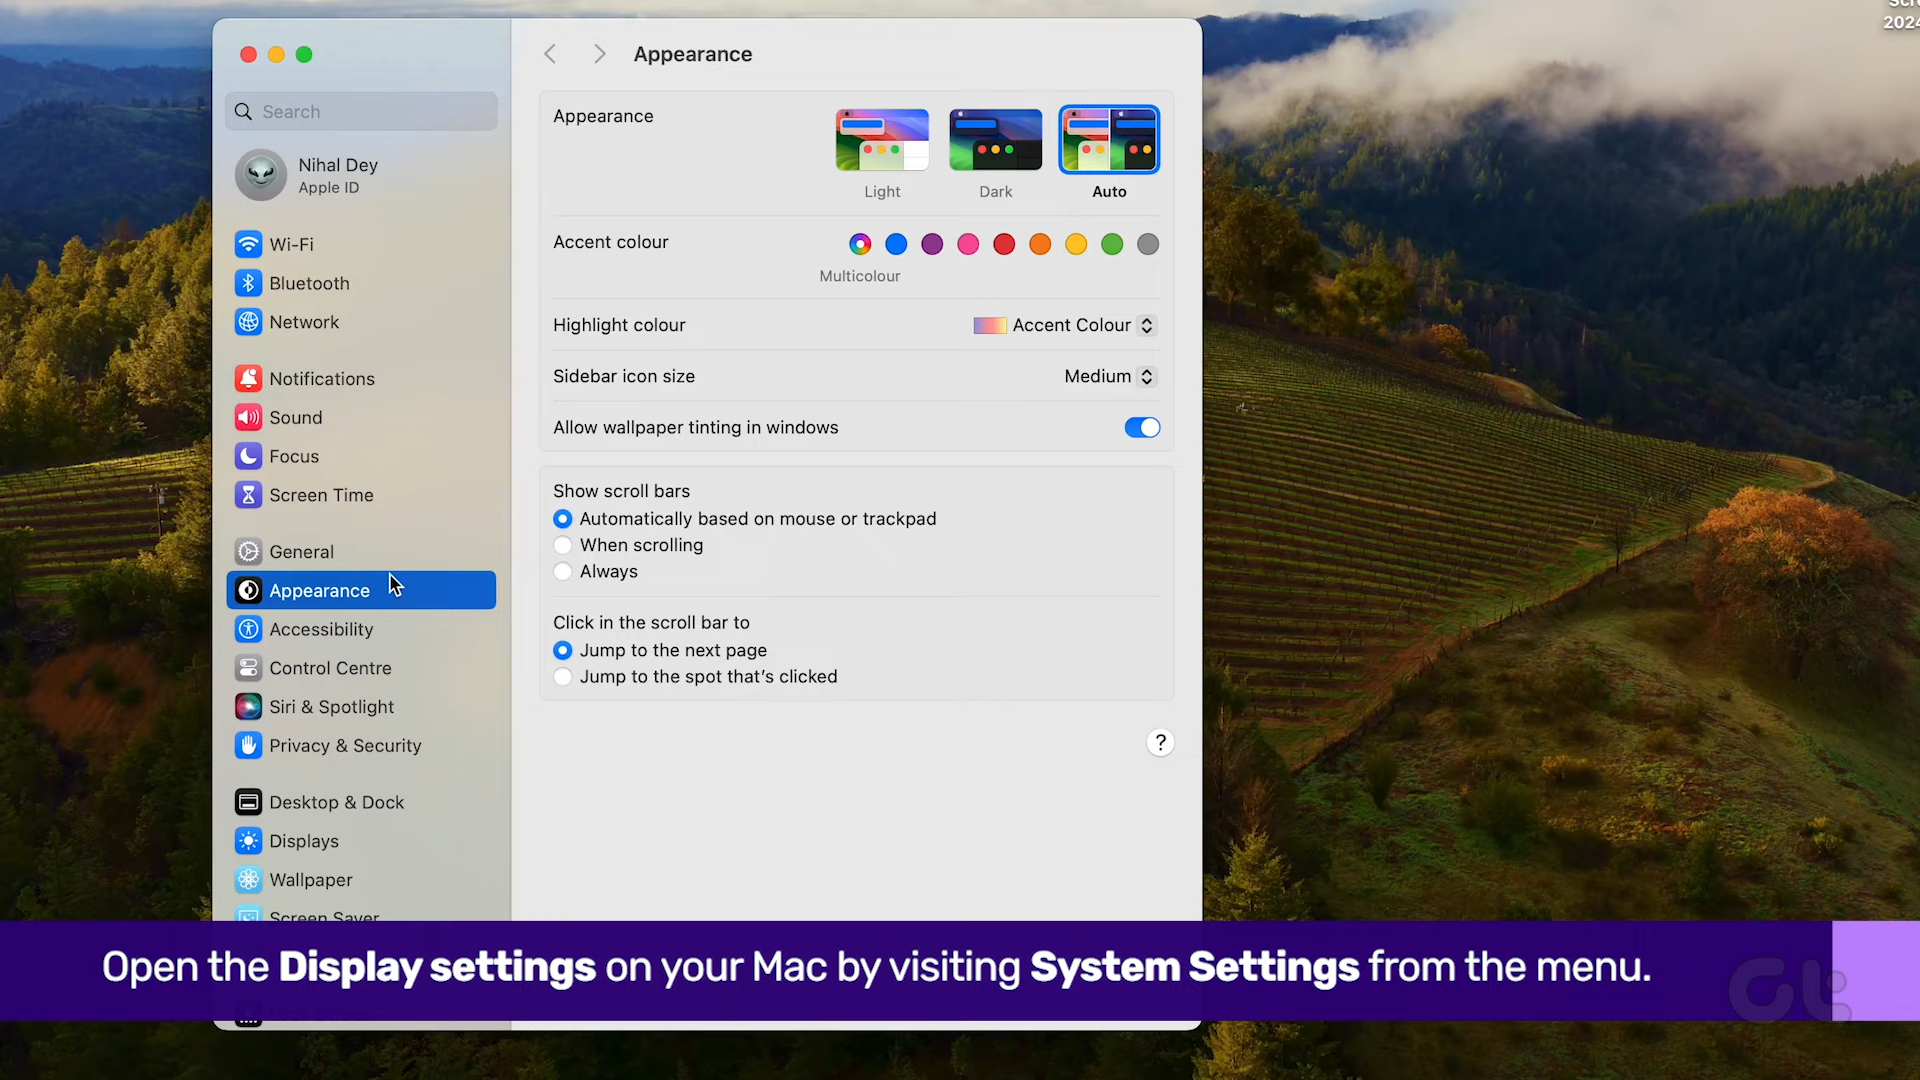 Appearance
Search
Nihal Dey
Apple ID
Wi-Fi
Bluetooth
Network
Notifications
Sound
Focus
Screen Time
General
Appearance
Accessibility
Control Centre
Siri & Spotlight
Privacy & Security
Desktop & Dock
Displays
Wallpaper
Screen Saver
Appearance
Light
Dark
Auto
Accent colour
Multicolour
Highlight colour
Accent Colour
Sidebar icon size
Medium
Allow wallpaper tinting in windows
Show scroll bars
Automatically based on mouse or trackpad
When scrolling
Always
Click in the scroll bar to
Jump to the next page
Jump to the spot that's clicked
?
2024
Open the Display settings on your Mac by visiting System Settings from the menu.